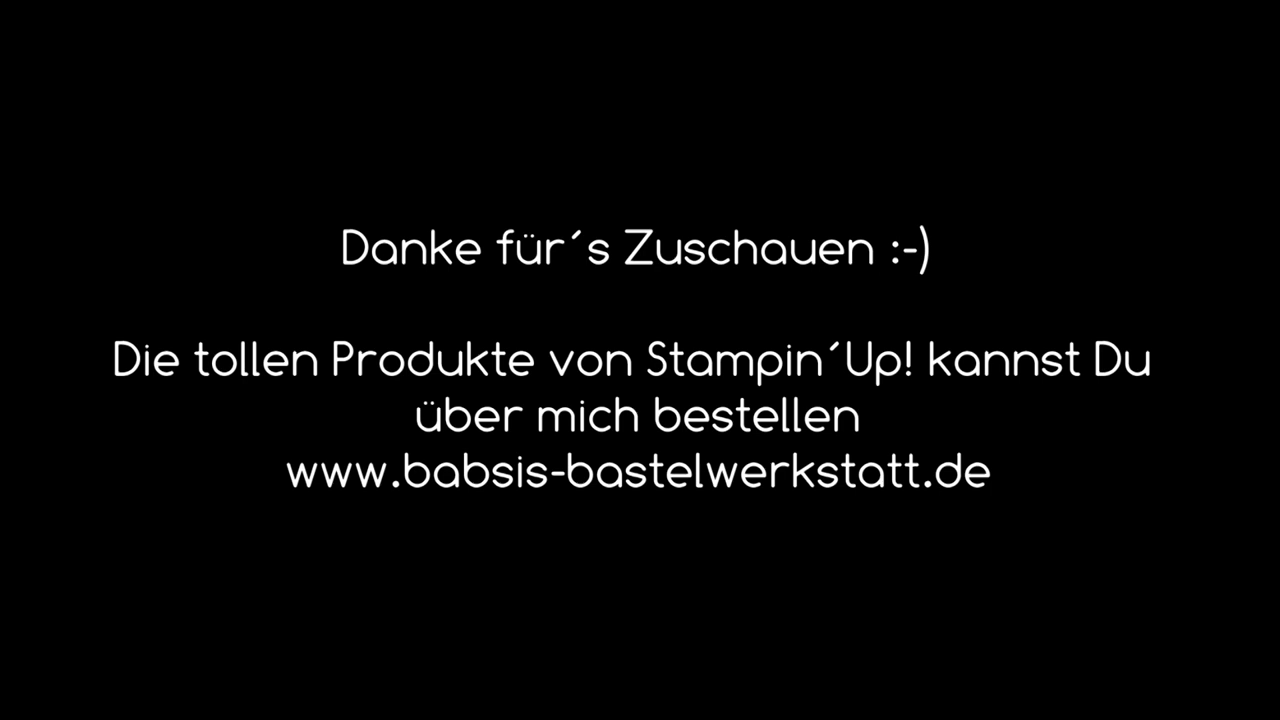 Danke für´s Zuschauen :-)
Die tollen Produkte von Stampin´Up! kannst Du
über mich bestellen
www.babsis-bastelwerkstatt.de